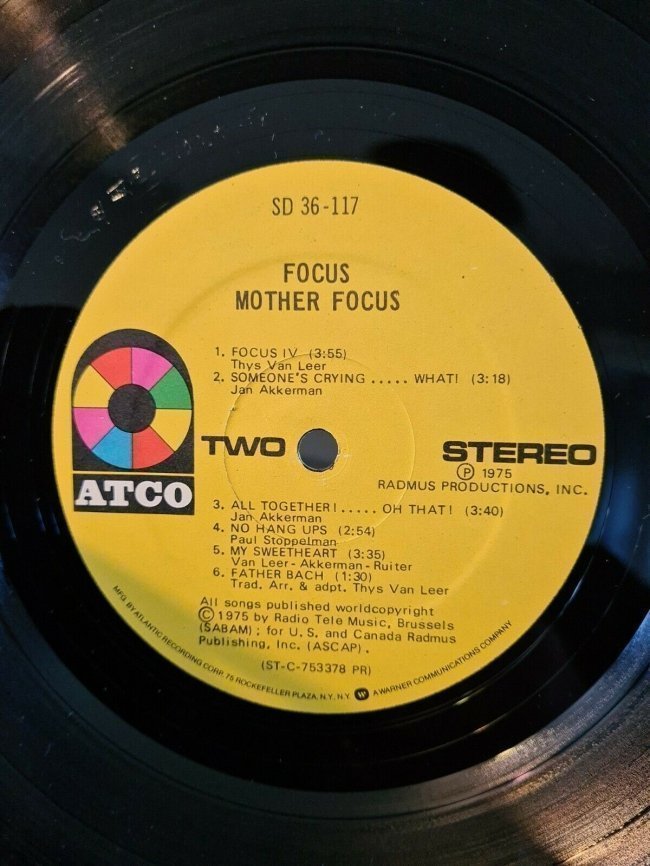 SD 36-117
FOCUS
MOTHER FOCUS
1. FOCUS IV (3:55)
Thys Van Leer
2. SOMEONE'S CRYING ..... WHAT! (3:18)
Jan Akkerman
ATCO
TWO
STEREO
Ⓟ 1975
RADMUS PRODUCTIONS, INC.
3. ALL TOGETHER! ..... OH THAT! (3:40)
Jan Akkerman
4. NO HANG UPS (2:54)
Paul Stoppelman
5. MY SWEETHEART (3:35)
Van Leer - Akkerman - Ruiter
6. FATHER BACH (1:30)
Trad. Arr. & adpt. Thys Van Leer
All songs published worldcopyright
© 1975 by Radio Tele Music, Brussels
(SABAM) ; for U. S. and Canada Radmus
Publishing, Inc. (ASCAP).
(ST-C-753378 PR)
MFG. BY ATLANTIC RECORDING CORP. 75 ROCKEFELLER PLAZA, N.Y. N.Y. W A WARNER COMMUNICATIONS COMPANY